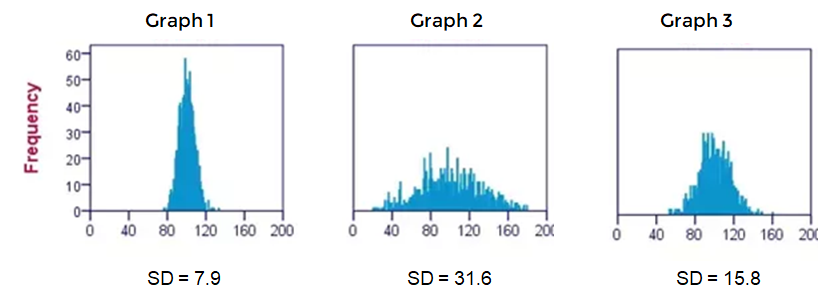 Graph 1
Graph 2
Graph 3
Frequency
60
50
40
30
20
10
0
0 40 80 120 160 200
0 40 80 120 160 200
0 40 80 120 160 200
SD = 7.9
SD = 31.6
SD = 15.8